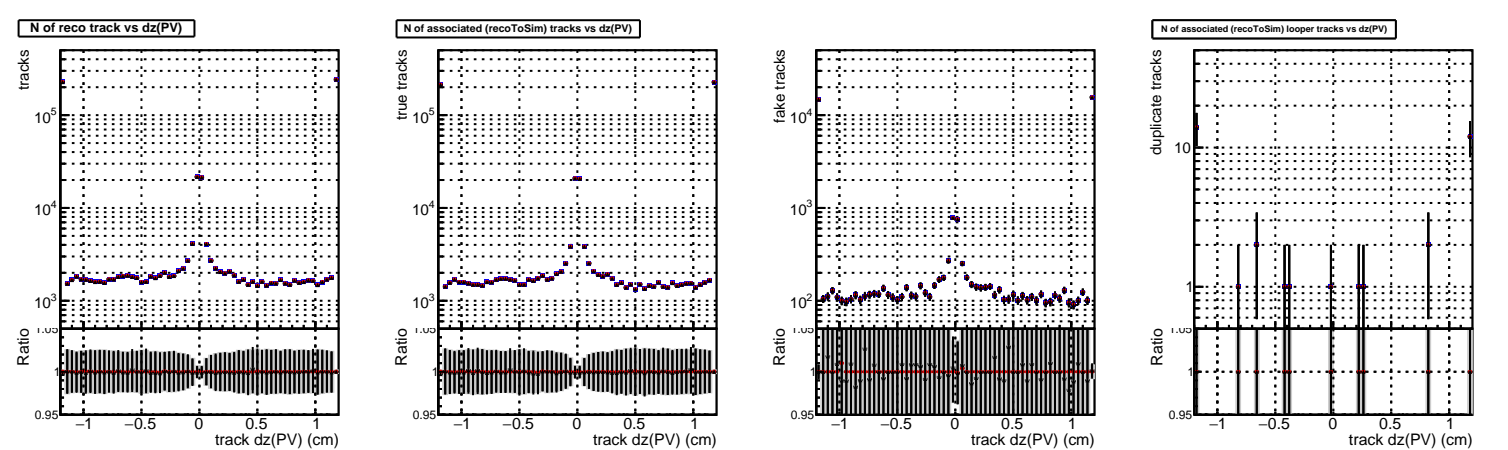 N of reco track vs dz(PV)
tracks
10^5
10^4
10^3
Ratio
1.05
1
0.95
−1 −0.5 0 0.5 1
track dz(PV) (cm)
N of associated (recoToSim) tracks vs dz(PV)
true tracks
10^5
10^4
10^3
Ratio
1.05
1
0.95
−1 −0.5 0 0.5 1
track dz(PV) (cm)
fake tracks
10^4
10^3
10^2
Ratio
1.05
1
0.95
−1 −0.5 0 0.5 1
track dz(PV) (cm)
N of associated (recoToSim) looper tracks vs dz(PV)
duplicate tracks
10
1
Ratio
1.05
1
0.95
−1 −0.5 0 0.5 1
track dz(PV) (cm)